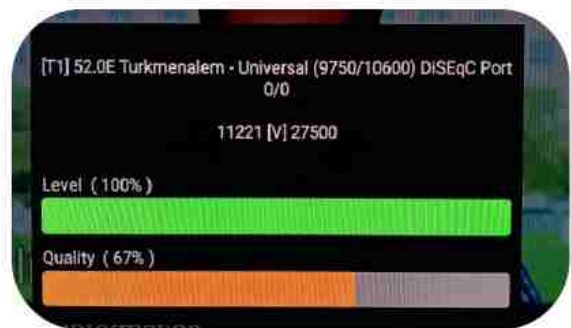 [T1] 52.0E Turkmenalem - Universal (9750/10600) DiSEqC Port
0/0
11221 [V] 27500
Level ( 100% )
Quality ( 67% )